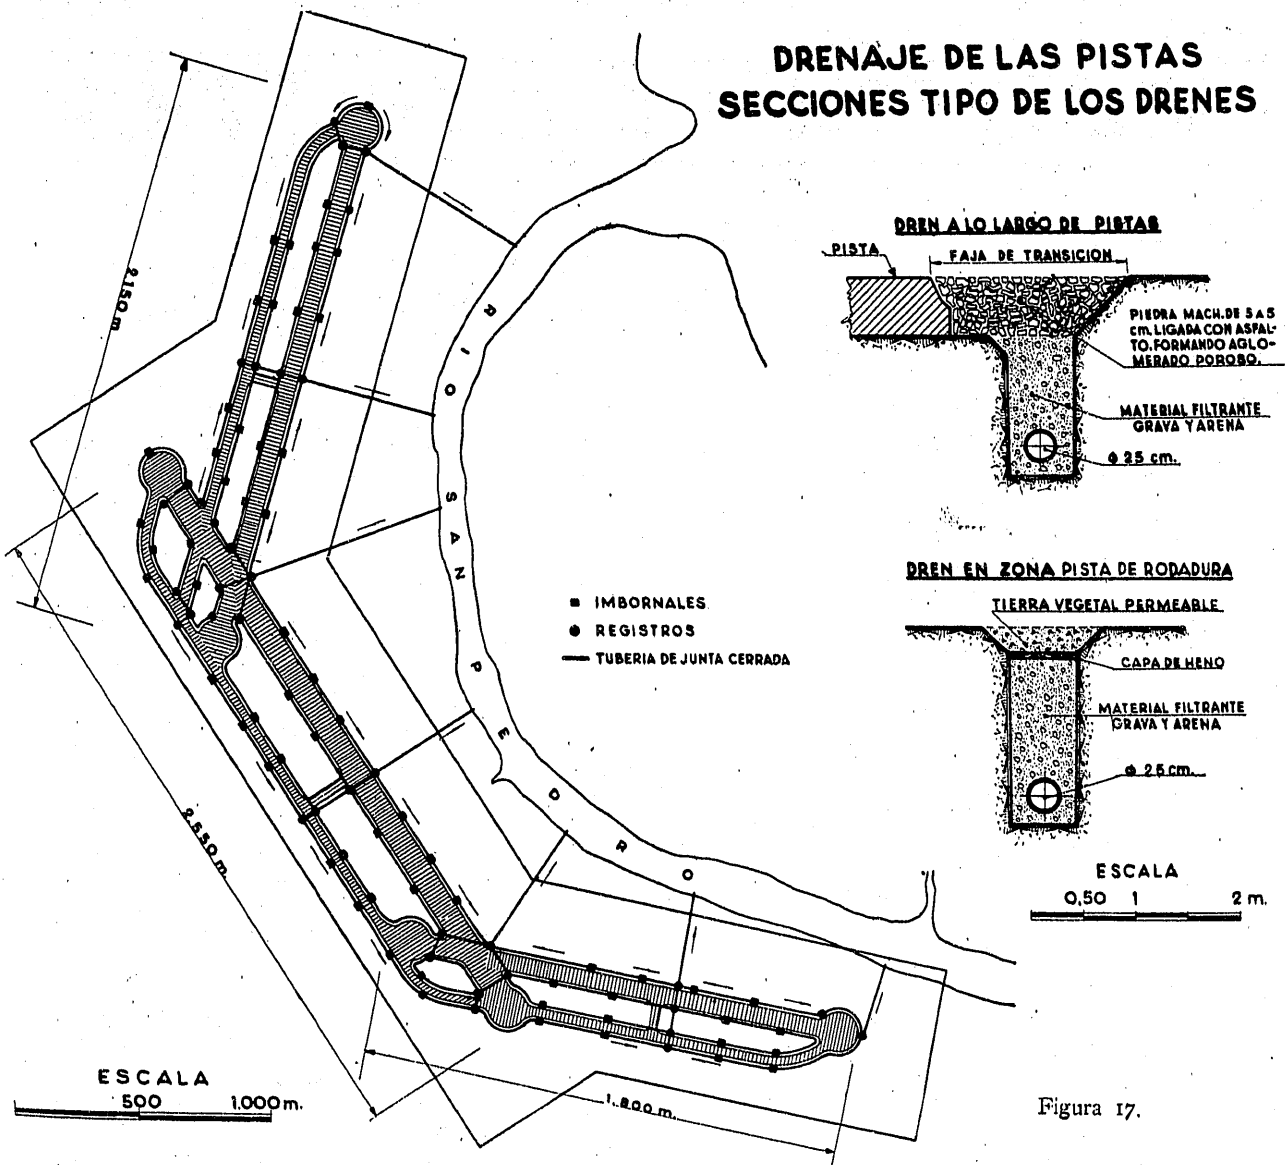 DRENAJE DE LAS PISTAS
SECCIONES TIPO DE LOS DRENES
DREN A LO LARGO DE PISTAS
PISTA
FAJA DE TRANSICION
PIEDRA MACH. DE 3 A 5
cm. LIGADA CON ASFAL-
TO. FORMANDO AGLO-
MERADO POROSO.
MATERIAL FILTRANTE
GRAVA Y ARENA
ϕ 25 cm.
DREN EN ZONA PISTA DE RODADURA
TIERRA VEGETAL PERMEABLE
CAPA DE HENO
MATERIAL FILTRANTE
GRAVA Y ARENA
ϕ 25 cm.
ESCALA
0,50 1 2 m.
IMBORNALES
REGISTROS
TUBERIA DE JUNTA CERRADA
RIO SAN PEDRO
2.150 m
2.550 m.
1.800 m.
ESCALA
500 1.000 m.
Figura 17.